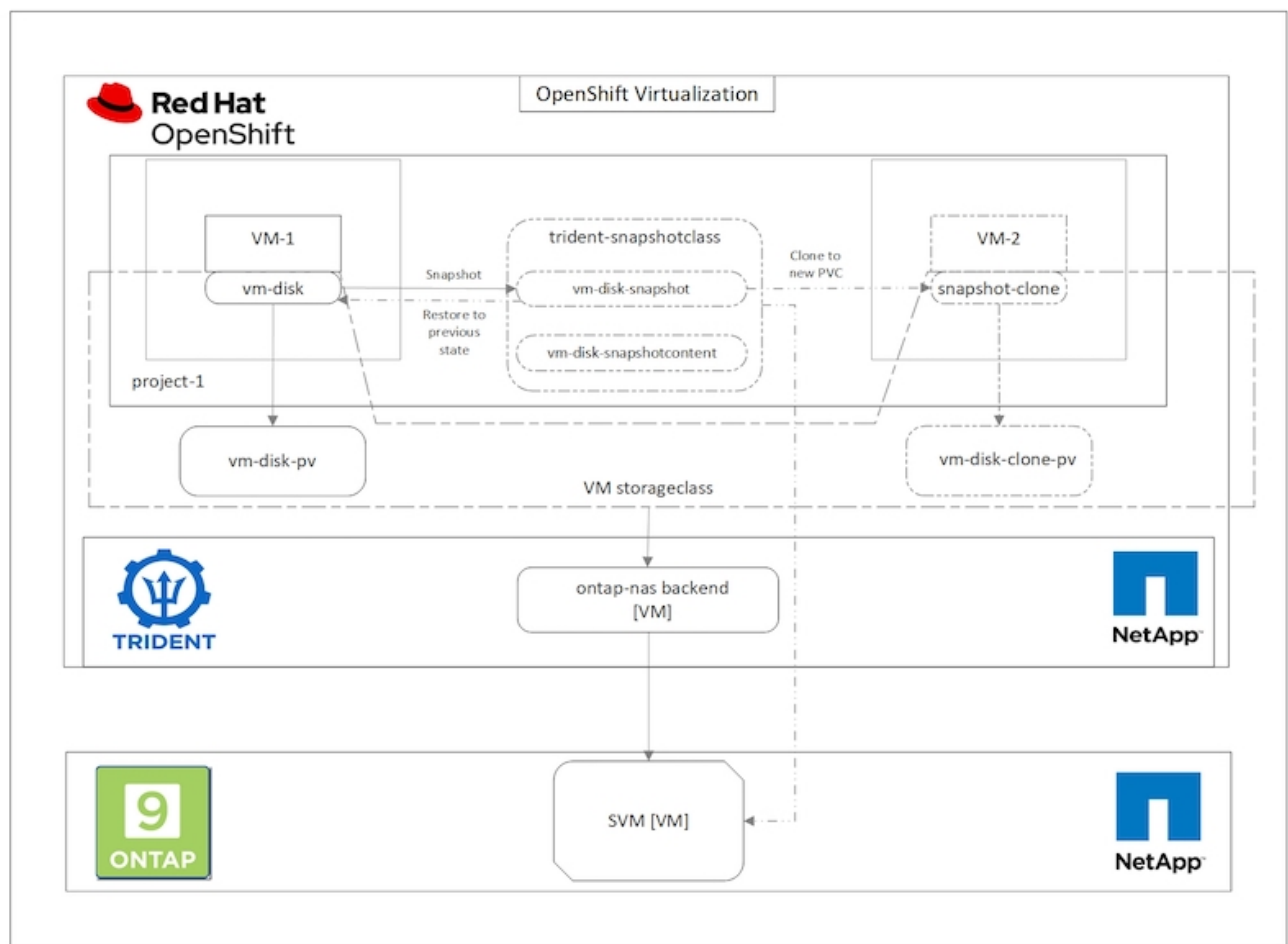 Red Hat
OpenShift
OpenShift Virtualization
VM-1
vm-disk
Snapshot
Restore to
previous
state
trident-snapshotclass
vm-disk-snapshot
vm-disk-snapshotcontent
Clone to
new PVC
VM-2
snapshot-clone
project-1
vm-disk-pv
vm-disk-clone-pv
VM storageclass
TRIDENT
ontap-nas backend
[VM]
NetApp™
9
ONTAP
SVM [VM]
NetApp™